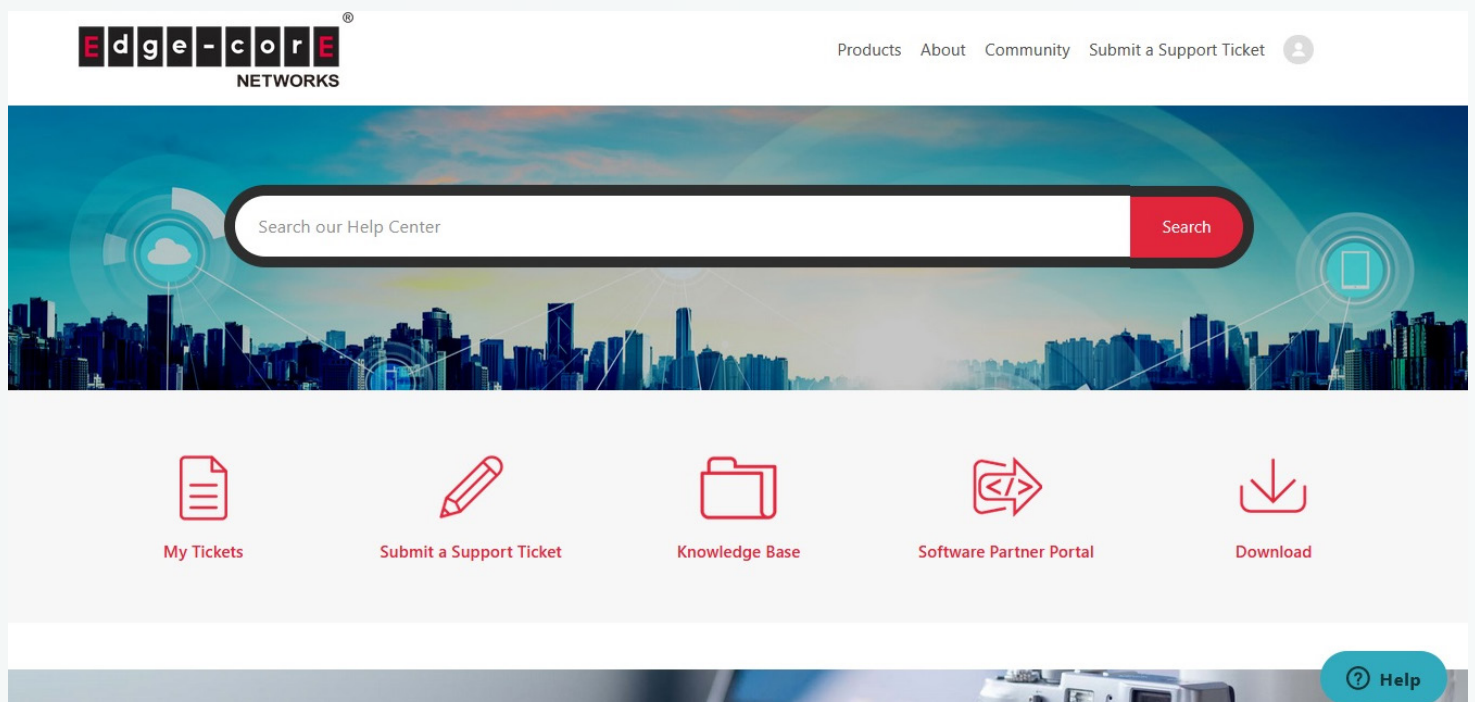 Edge-corE®
NETWORKS
Products About Community Submit a Support Ticket
Search our Help Center Search
My Tickets Submit a Support Ticket Knowledge Base Software Partner Portal Download
Help